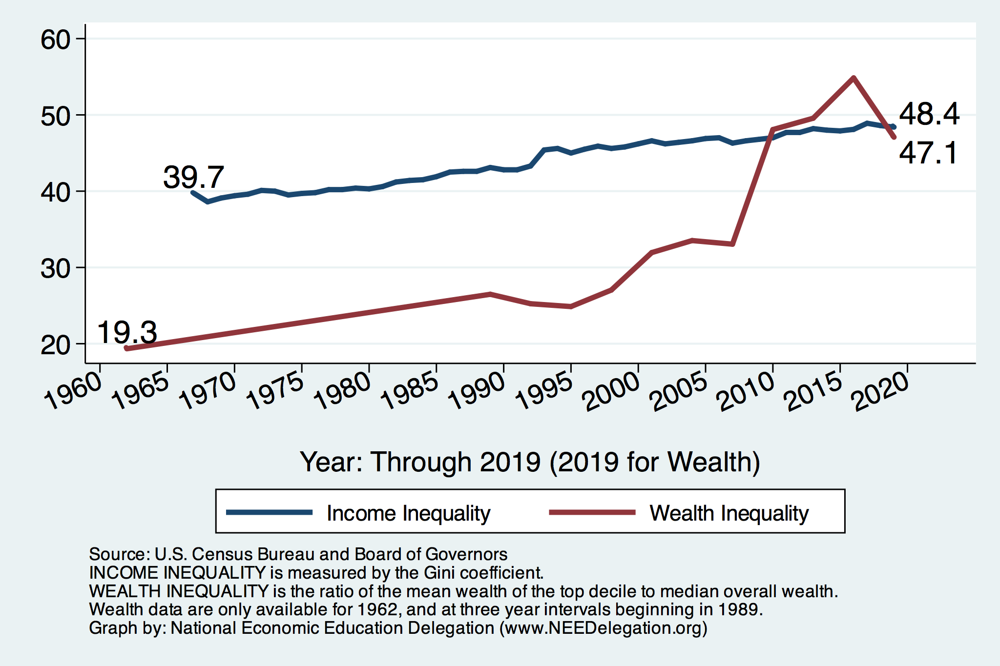 60
50
40
30
20
39.7
19.3
48.4
47.1
1960 1965 1970 1975 1980 1985 1990 1995 2000 2005 2010 2015 2020
Year: Through 2019 (2019 for Wealth)
Income Inequality Wealth Inequality
Source: U.S. Census Bureau and Board of Governors
INCOME INEQUALITY is measured by the Gini coefficient.
WEALTH INEQUALITY is the ratio of the mean wealth of the top decile to median overall wealth.
Wealth data are only available for 1962, and at three year intervals beginning in 1989.
Graph by: National Economic Education Delegation (www.NEEDelegation.org)